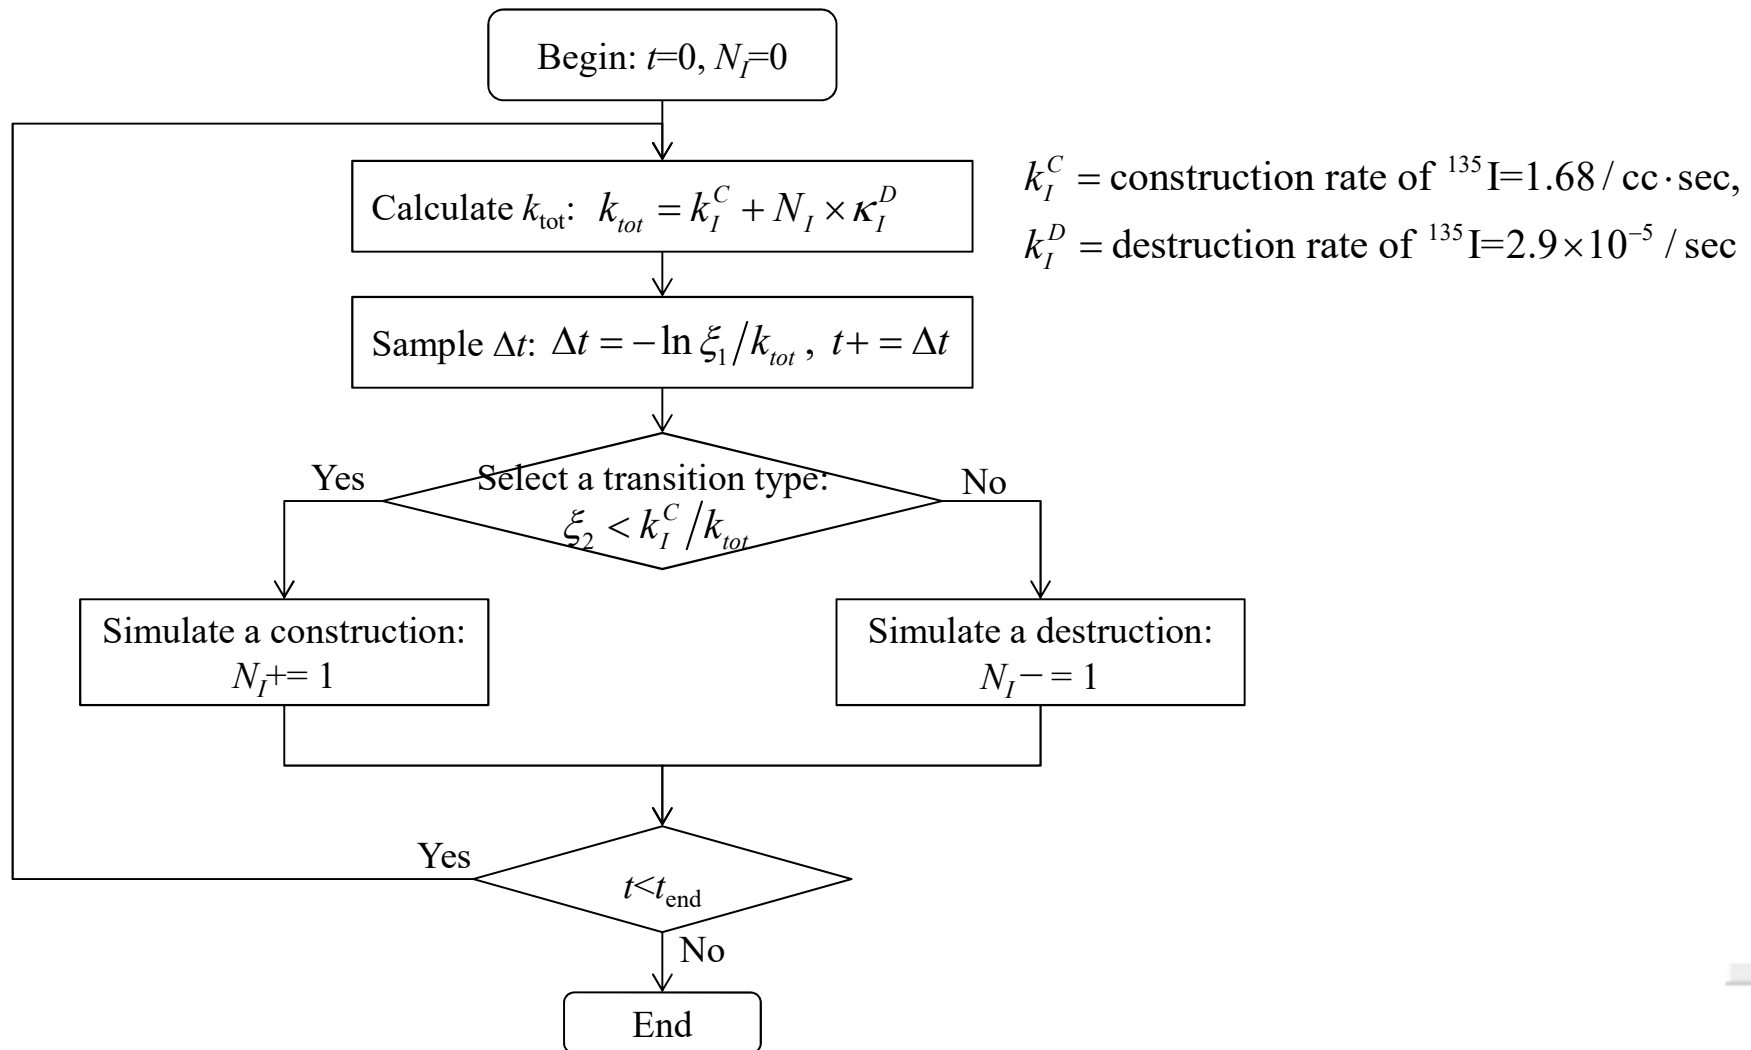 Begin: t=0, N_I=0
Calculate k_tot: k_tot = k_I^C + N_I × κ_I^D
k_I^C = construction rate of ^135 I=1.68 / cc·sec,
k_I^D = destruction rate of ^135 I=2.9×10^−5 / sec
Sample Δt: Δt = −ln ξ_1/k_tot , t+ = Δt
Yes
Select a transition type:
No
ξ_2 < k_I^C/k_tot
Simulate a construction:
N_I+= 1
Simulate a destruction:
N_I− = 1
Yes
t<t_end
No
End